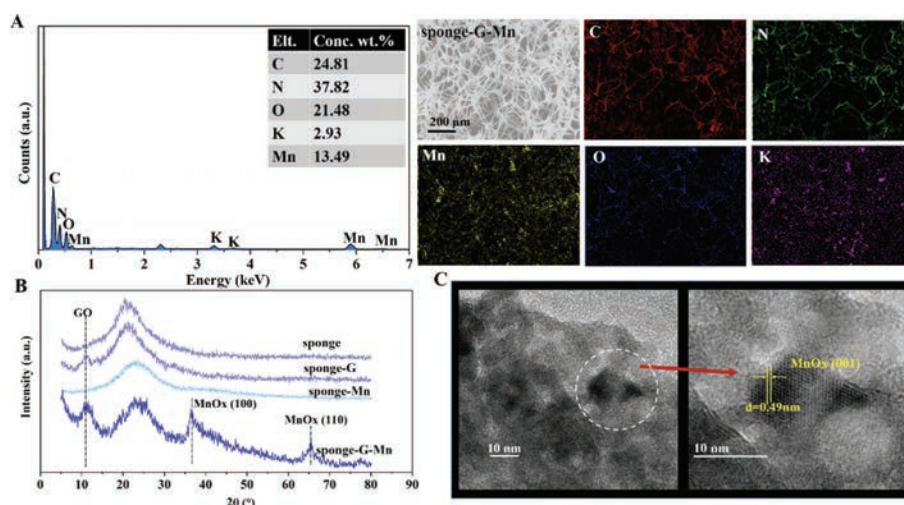 A
Counts (a.u.)
Elt. Conc. wt.%
C 24.81
N 37.82
O 21.48
K 2.93
Mn 13.49
C
N
O
Mn
K
K
Mn
Mn
0 1 2 3 4 5 6 7
Energy (keV)
sponge-G-Mn
200 μm
C
N
Mn
O
K
B
Intensity (a.u.)
GO
sponge
sponge-G
sponge-Mn
MnOx (100)
MnOx (110)
sponge-G-Mn
0 10 20 30 40 50 60 70 80 90
2θ (°)
C
10 nm
MnOx (001)
d=0.49nm
10 nm